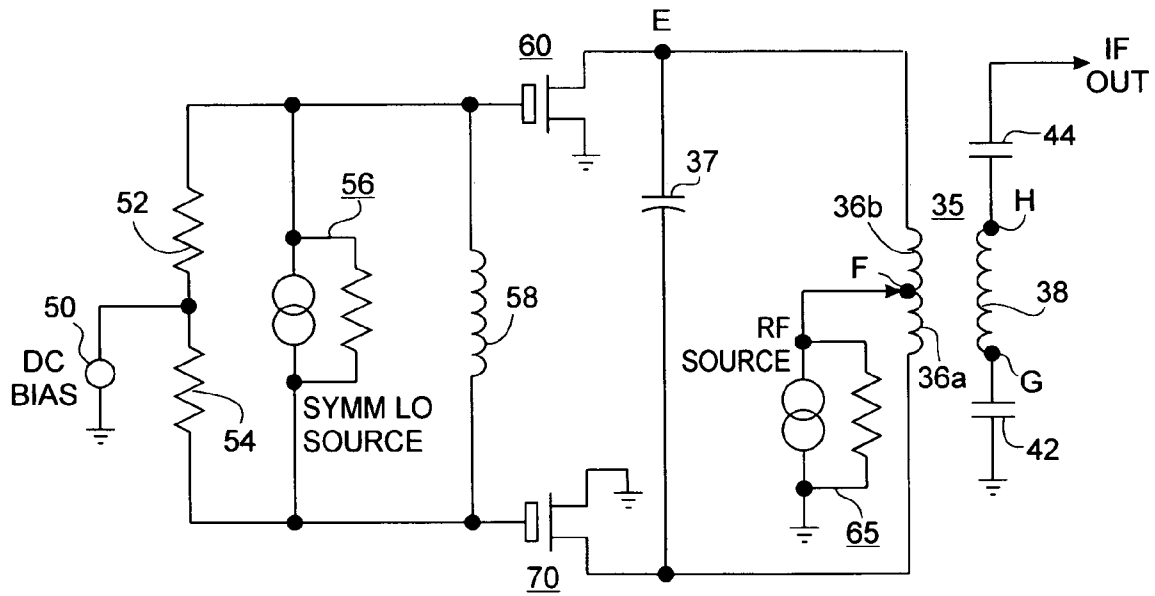 E
60
IF
OUT
44
37
52
56
36b
35
H
F
50
58
RF
SOURCE
38
DC
BIAS
36a
G
54
SYMM LO
SOURCE
42
65
70